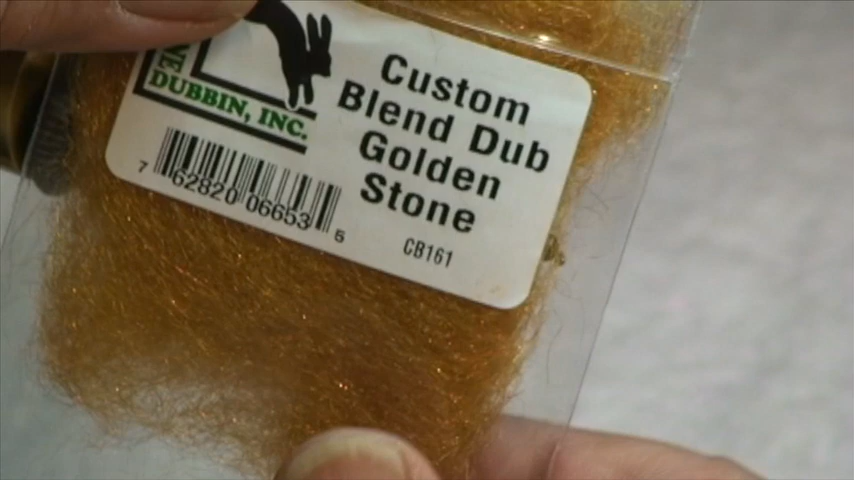 DUBBIN, INC.
Custom
Blend Dub
Golden
Stone
CB161
7 62820 06653 6